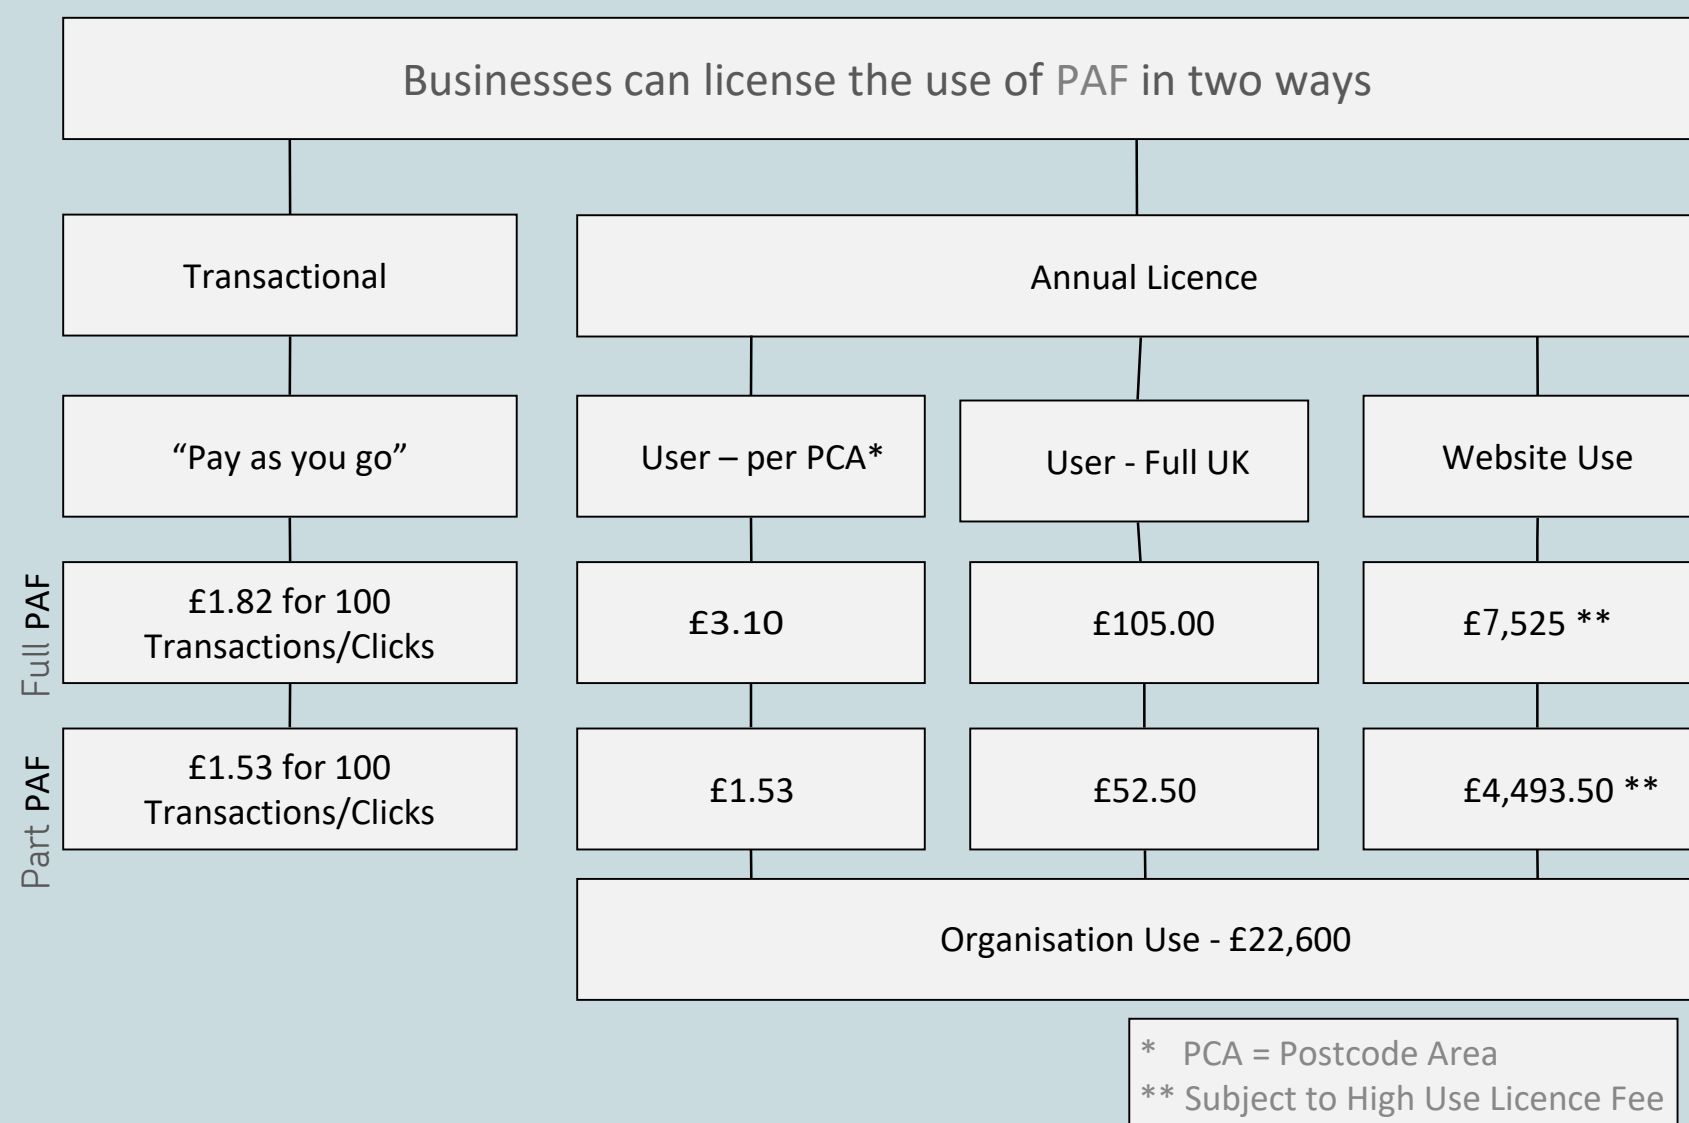 Businesses can license the use of PAF in two ways
Transactional
Annual Licence
“Pay as you go”
User – per PCA*
User - Full UK
Website Use
Full PAF
£1.82 for 100
Transactions/Clicks
£3.10
£105.00
£7,525 **
Part PAF
£1.53 for 100
Transactions/Clicks
£1.53
£52.50
£4,493.50 **
Organisation Use - £22,600
* PCA = Postcode Area
** Subject to High Use Licence Fee